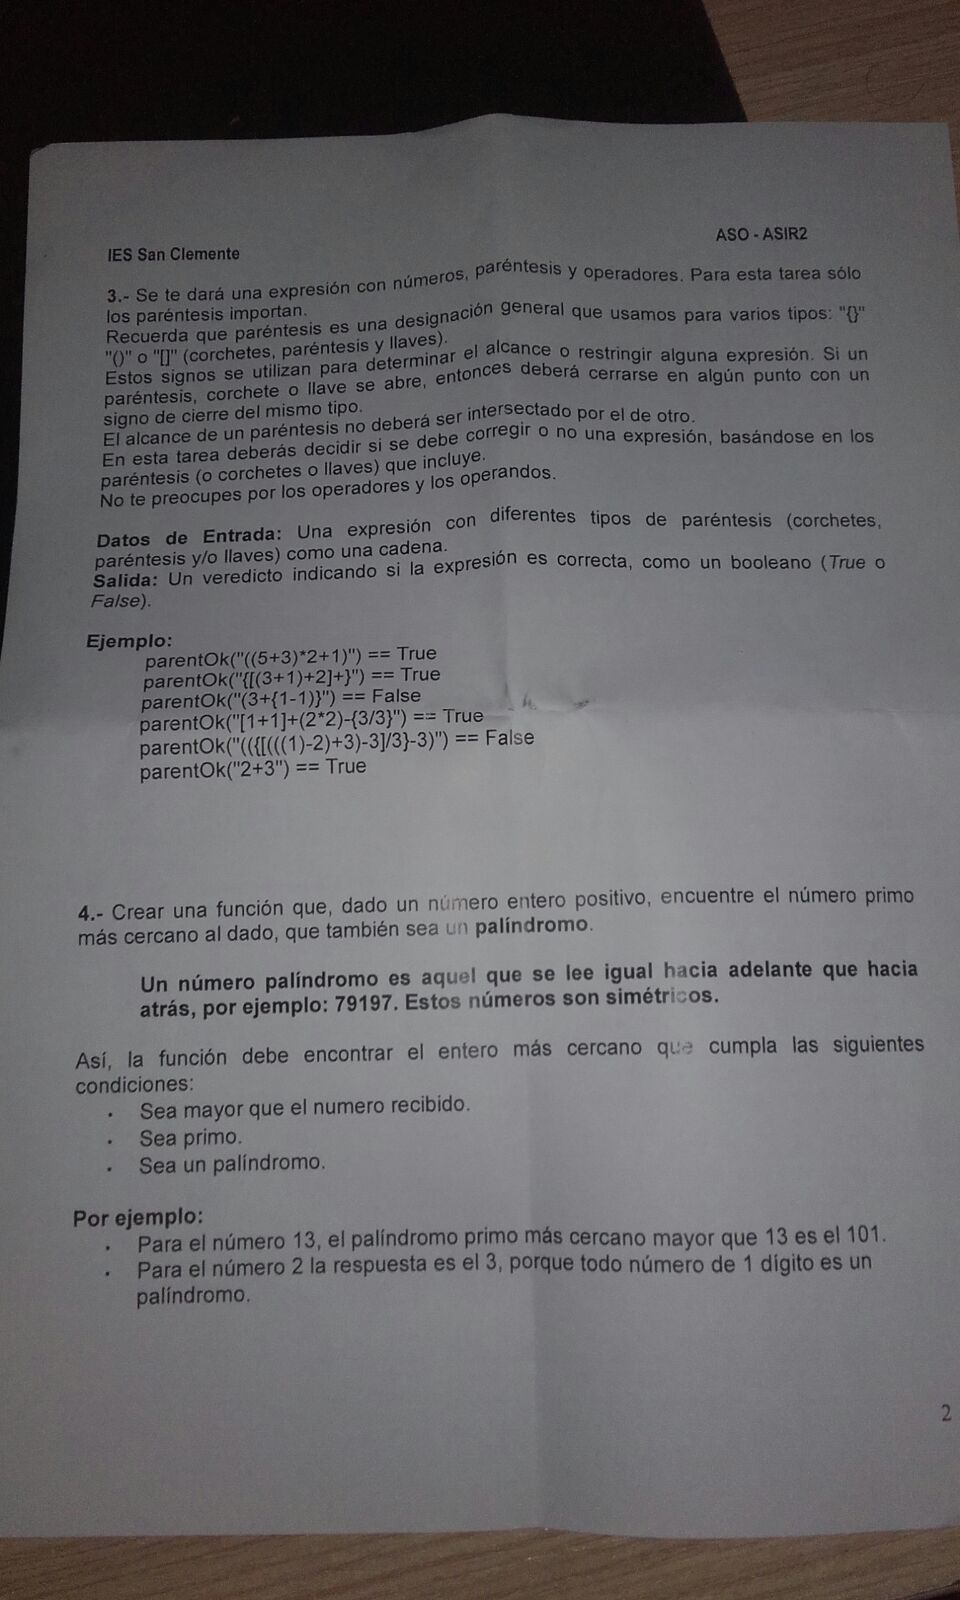 ASO - ASIR2
IES San Clemente
3.- Se te dará una expresión con números, paréntesis y operadores. Para esta tarea sólo
los paréntesis importan.
Recuerda que paréntesis es una designación general que usamos para varios tipos: "{}"
"()" o "[]" (corchetes, paréntesis y llaves).
Estos signos se utilizan para determinar el alcance o restringir alguna expresión. Si un
paréntesis, corchete o llave se abre, entonces deberá cerrarse en algún punto con un
signo de cierre del mismo tipo.
El alcance de un paréntesis no deberá ser intersectado por el de otro.
En esta tarea deberás decidir si se debe corregir o no una expresión, basándose en los
paréntesis (o corchetes o llaves) que incluye.
No te preocupes por los operadores y los operandos.
Datos de Entrada: Una expresión con diferentes tipos de paréntesis (corchetes,
paréntesis y/o llaves) como una cadena.
Salida: Un veredicto indicando si la expresión es correcta, como un booleano (True o
False).
Ejemplo:
parentOk("((5+3)*2+1)") == True
parentOk("{[(3+1)+2]+}") == True
parentOk("(3+{1-1)}") == False
parentOk("[1+1]+(2*2)-{3/3}") == True
parentOk("(({[(((1)-2)+3)-3]/3}-3)") == False
parentOk("2+3") == True
4.- Crear una función que, dado un número entero positivo, encuentre el número primo
más cercano al dado, que también sea un palíndromo.
Un número palíndromo es aquel que se lee igual hacia adelante que hacia
atrás, por ejemplo: 79197. Estos números son simétricos.
Así, la función debe encontrar el entero más cercano que cumpla las siguientes
condiciones:
· Sea mayor que el numero recibido.
· Sea primo.
· Sea un palíndromo.
Por ejemplo:
· Para el número 13, el palíndromo primo más cercano mayor que 13 es el 101.
· Para el número 2 la respuesta es el 3, porque todo número de 1 dígito es un
palíndromo.
2